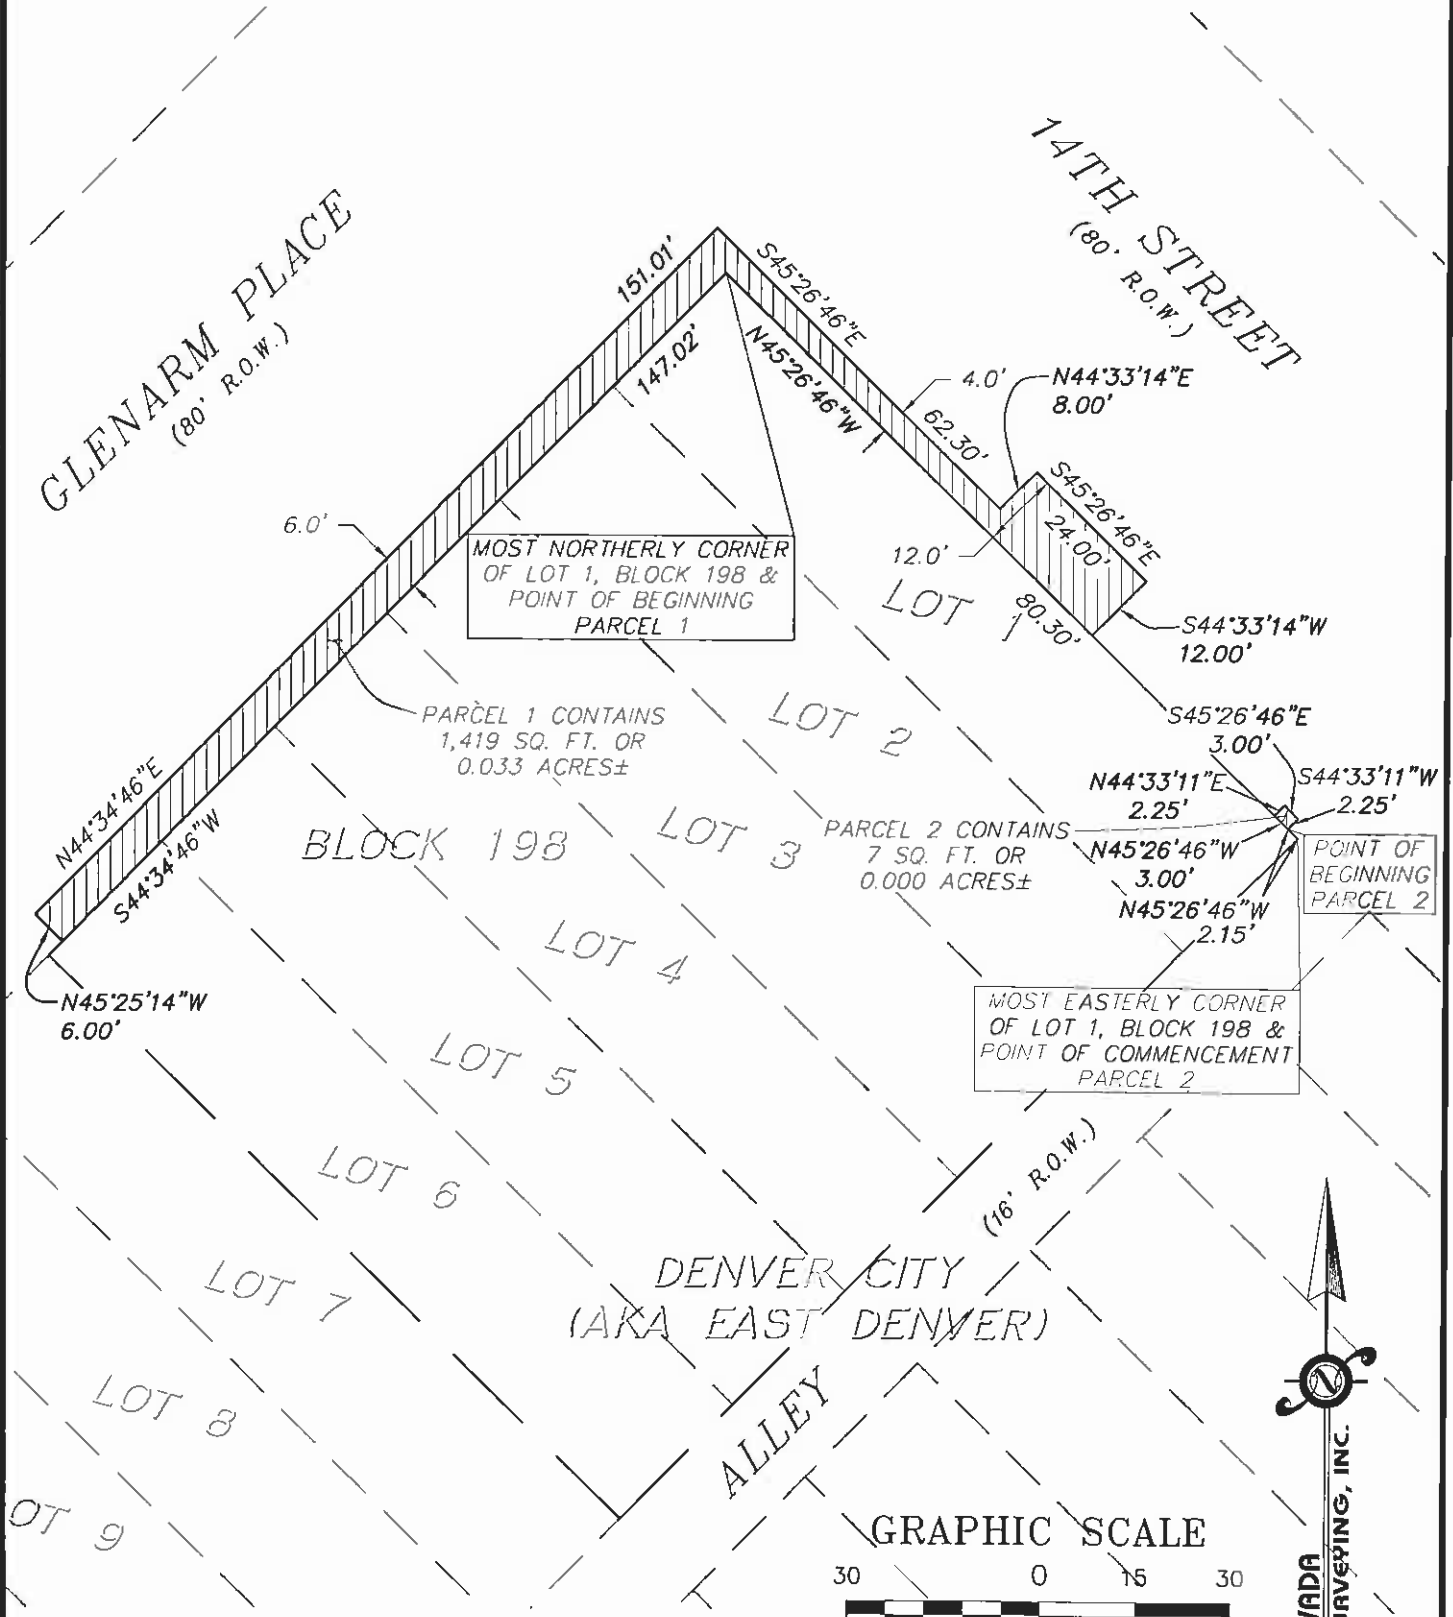 14TH STREET
(80' R.O.W.)
GLENARM PLACE
(80' R.O.W.)
151.01'
147.02'
S45°26'46"E
N45°26'46"W
4.0'
62.30'
N44°33'14"E
8.00'
S45°26'46"E
24.00'
12.0'
80.30'
S44°33'14"W
12.00'
6.0'
MOST NORTHERLY CORNER
OF LOT 1, BLOCK 198 &
POINT OF BEGINNING
PARCEL 1
LOT 1
PARCEL 1 CONTAINS
1,419 SQ. FT. OR
0.033 ACRES±
LOT 2
S45°26'46"E
3.00'
N44°33'11"E
2.25'
S44°33'11"W
2.25'
N44°34'46"E
S44°34'46"W
BLOCK 198
LOT 3
PARCEL 2 CONTAINS
7 SQ. FT. OR
0.000 ACRES±
N45°26'46"W
3.00'
POINT OF
BEGINNING
PARCEL 2
N45°26'46"W
2.15'
LOT 4
N45°25'14"W
6.00'
MOST EASTERLY CORNER
OF LOT 1, BLOCK 198 &
POINT OF COMMENCEMENT
PARCEL 2
LOT 5
LOT 6
(16' R.O.W.)
LOT 7
DENVER CITY
(AKA EAST DENVER)
LOT 8
ALLEY
OT 9
GRAPHIC SCALE
30 0 15 30
VADA
RVEYING, INC.